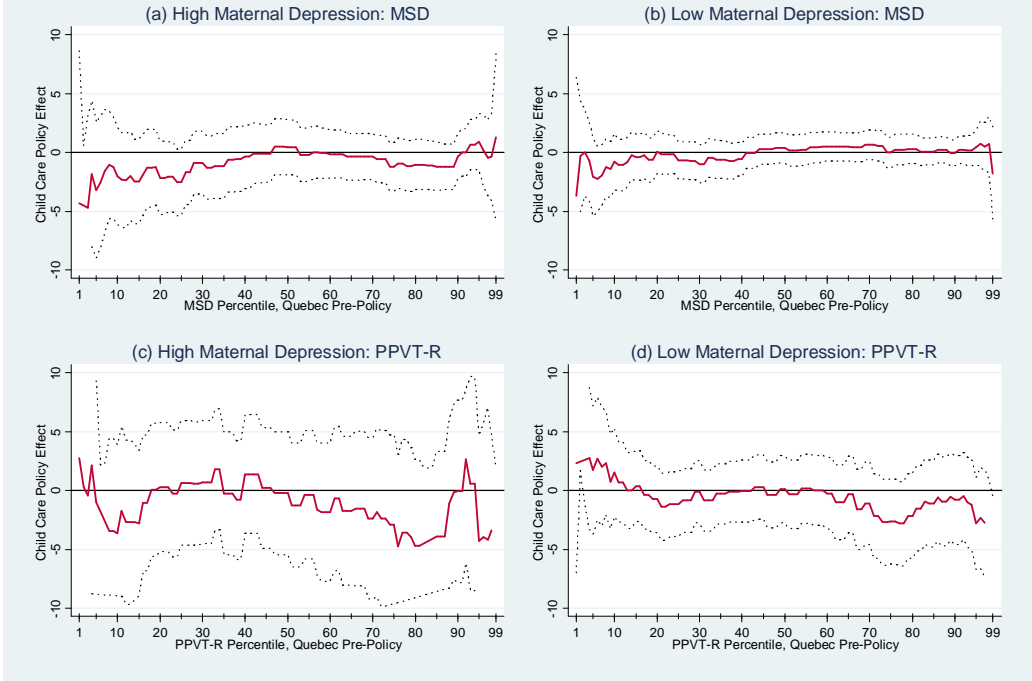 (a) High Maternal Depression: MSD
Child Care Policy Effect
10
5
0
-5
-10
1 10 20 30 40 50 60 70 80 90 99
MSD Percentile, Quebec Pre-Policy
(b) Low Maternal Depression: MSD
Child Care Policy Effect
10
5
0
-5
-10
1 10 20 30 40 50 60 70 80 90 99
MSD Percentile, Quebec Pre-Policy
(c) High Maternal Depression: PPVT-R
Child Care Policy Effect
10
5
0
-5
-10
1 10 20 30 40 50 60 70 80 90 99
PPVT-R Percentile, Quebec Pre-Policy
(d) Low Maternal Depression: PPVT-R
Child Care Policy Effect
10
5
0
-5
-10
1 10 20 30 40 50 60 70 80 90 99
PPVT-R Percentile, Quebec Pre-Policy